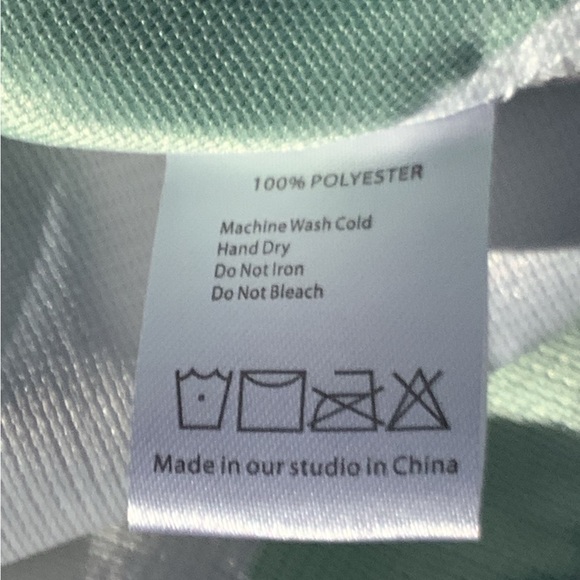 100% POLYESTER
Machine Wash Cold
Hand Dry
Do Not Iron
Do Not Bleach
Made in our studio in China